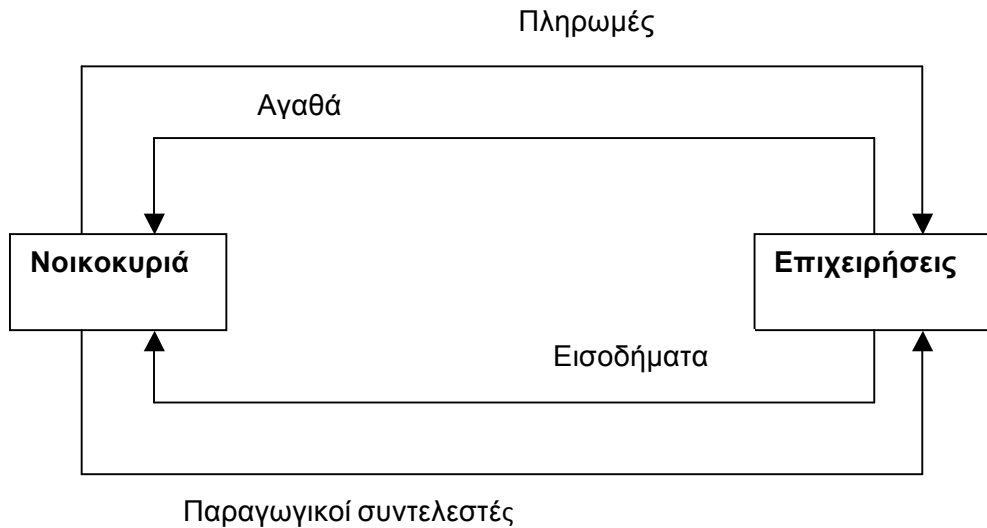 Πληρωμές
Αγαθά
Νοικοκυριά
Επιχειρήσεις
Εισοδήματα
Παραγωγικοί συντελεστές